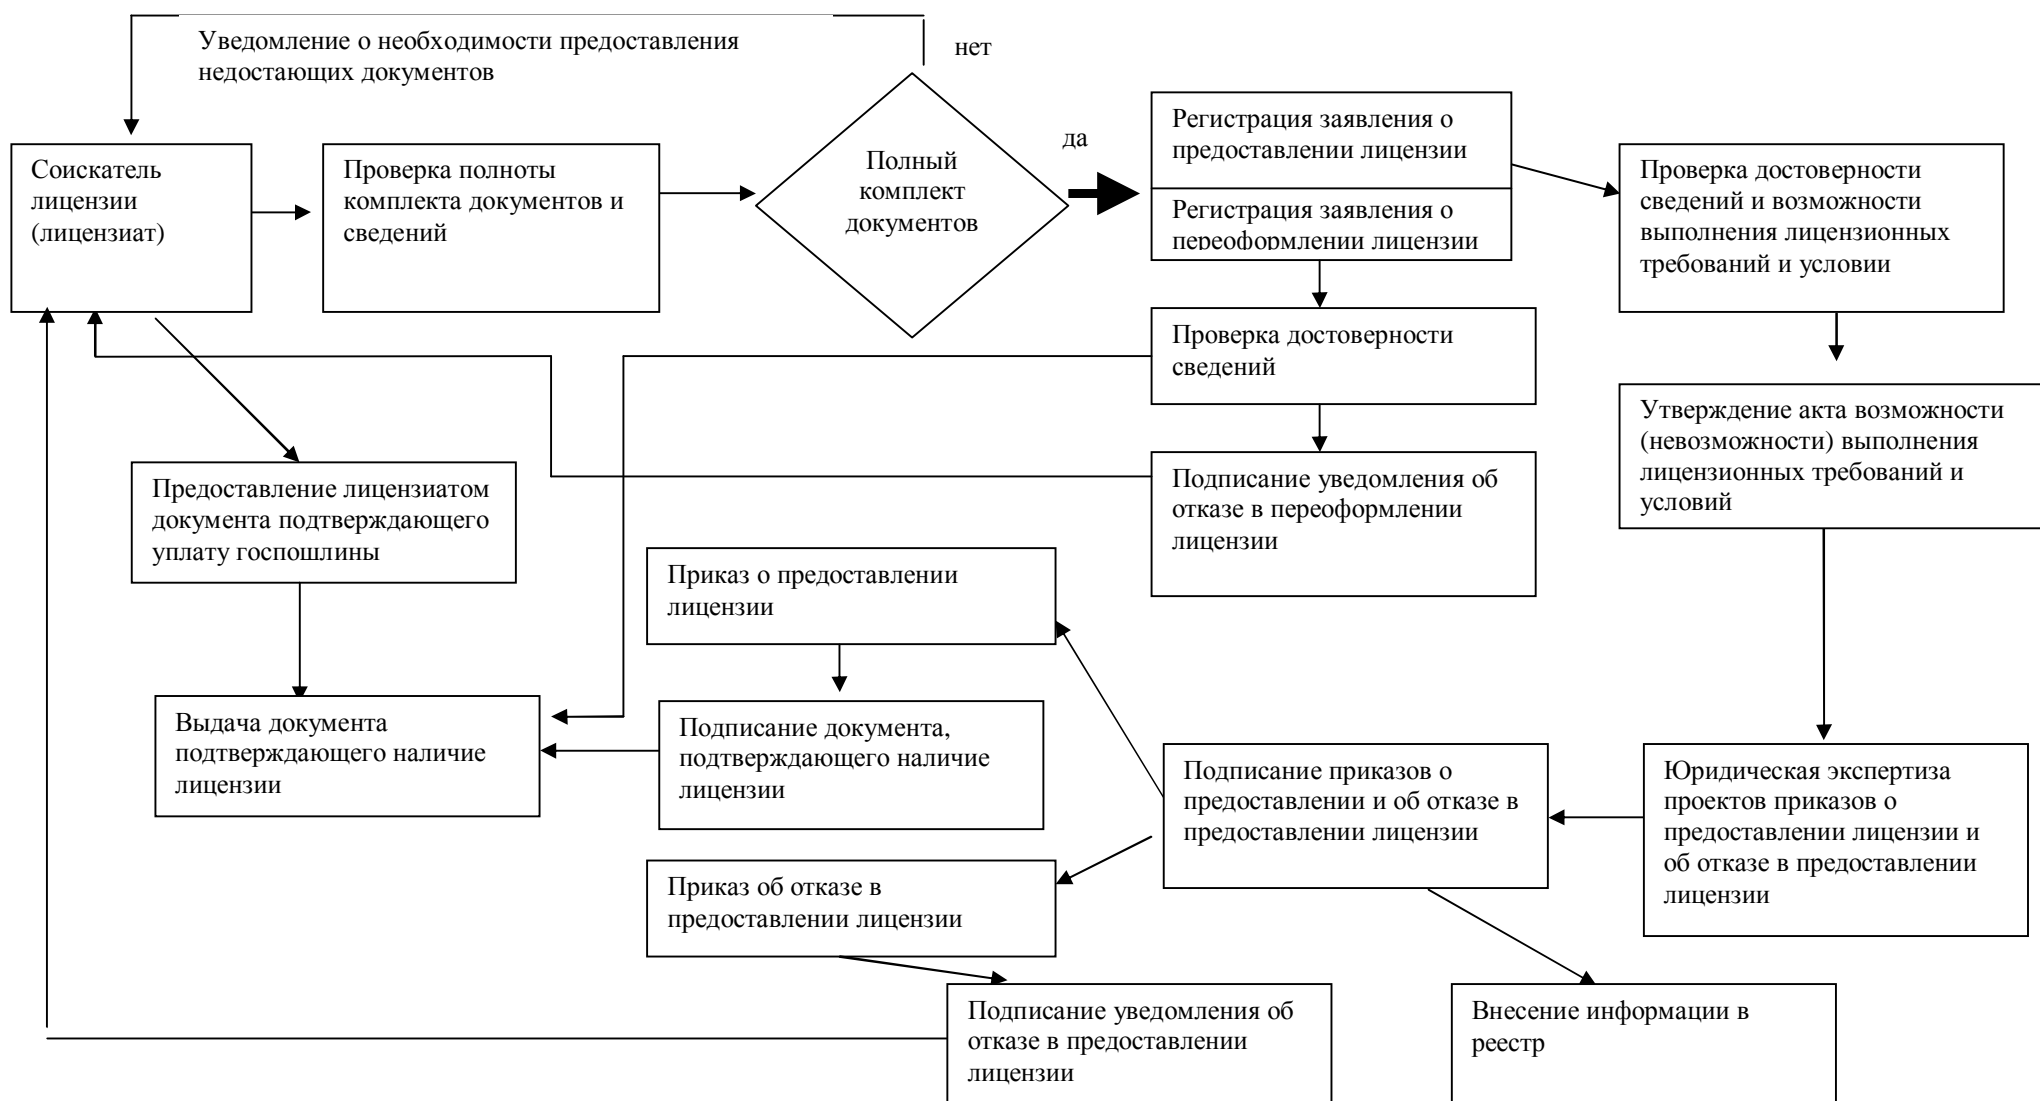 Уведомление о необходимости предоставления
недостающих документов
нет
да
Соискатель
лицензии
(лицензиат)
Проверка полноты
комплекта документов и
сведений
Полный
комплект
документов
Регистрация заявления о
предоставлении лицензии
Регистрация заявления о
переоформлении лицензии
Проверка достоверности
сведений и возможности
выполнения лицензионных
требований и условии
Проверка достоверности
сведений
Утверждение акта возможности
(невозможности) выполнения
лицензионных требований и
условий
Предоставление лицензиатом
документа подтверждающего
уплату госпошлины
Подписание уведомления об
отказе в переоформлении
лицензии
Приказ о предоставлении
лицензии
Выдача документа
подтверждающего наличие
лицензии
Подписание документа,
подтверждающего наличие
лицензии
Подписание приказов о
предоставлении и об отказе в
предоставлении лицензии
Юридическая экспертиза
проектов приказов о
предоставлении лицензии и
об отказе в предоставлении
лицензии
Приказ об отказе в
предоставлении лицензии
Подписание уведомления об
отказе в предоставлении
лицензии
Внесение информации в
реестр